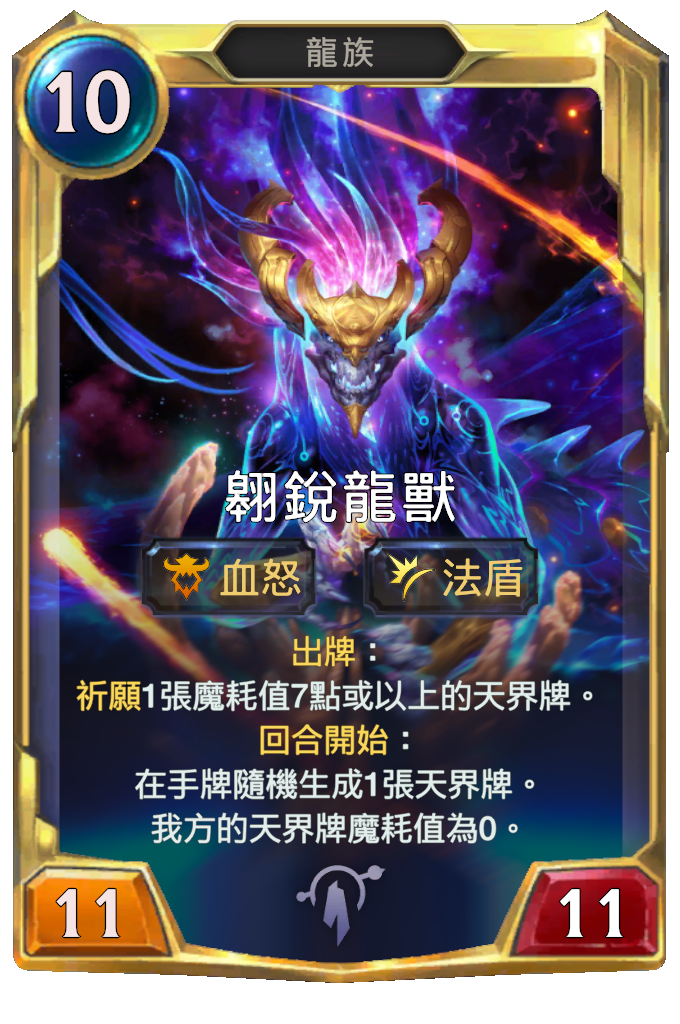 龍族
10
翱銳龍獸
血怒
法盾
出牌：
祈願1張魔耗值7點或以上的天界牌。
回合開始：
在手牌隨機生成1張天界牌。
我方的天界牌魔耗值為0。
11
11